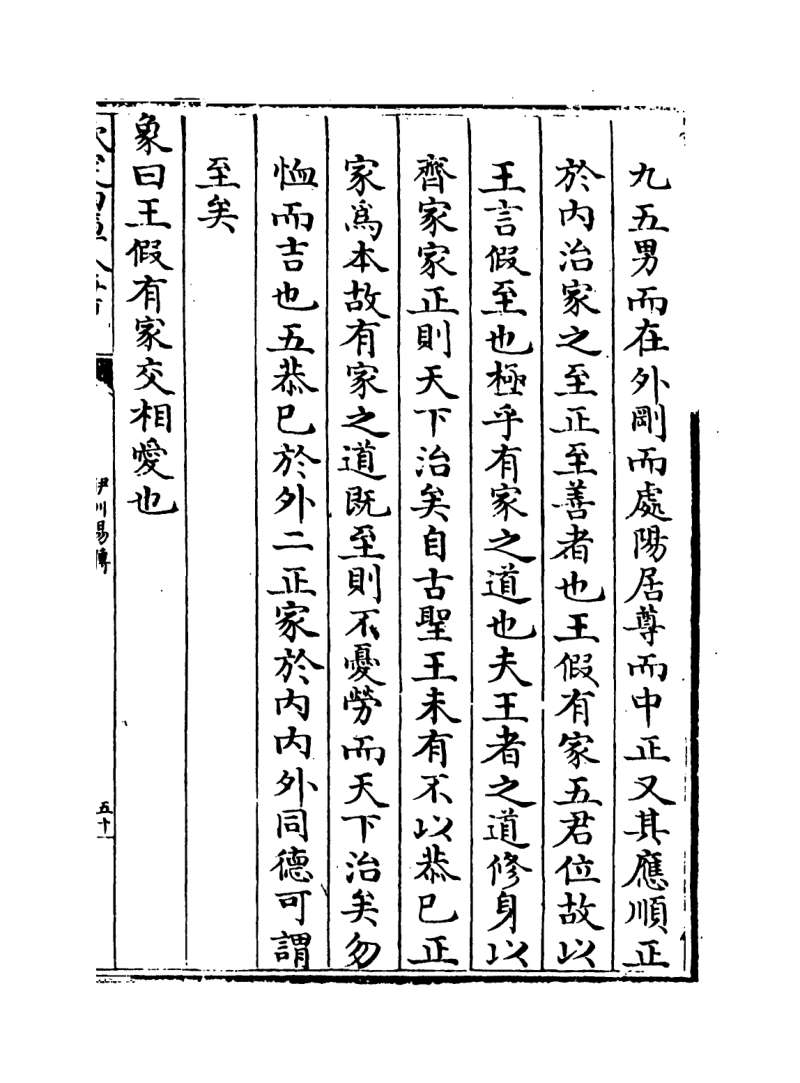 九五男而在外剛而處陽居尊而中正又其應順正
於内治家之至正至善者也王假有家五君位故以
王言假至也極乎有家之道也夫王者之道修身以
齊家家正則天下治矣自古聖王未有不以恭己正
家爲本故有家之道既至則不憂勞而天下治矣勿
恤而吉也五恭己於外二正家於内内外同德可謂
至矣
象曰王假有家交相愛也
伊川易傳
五十